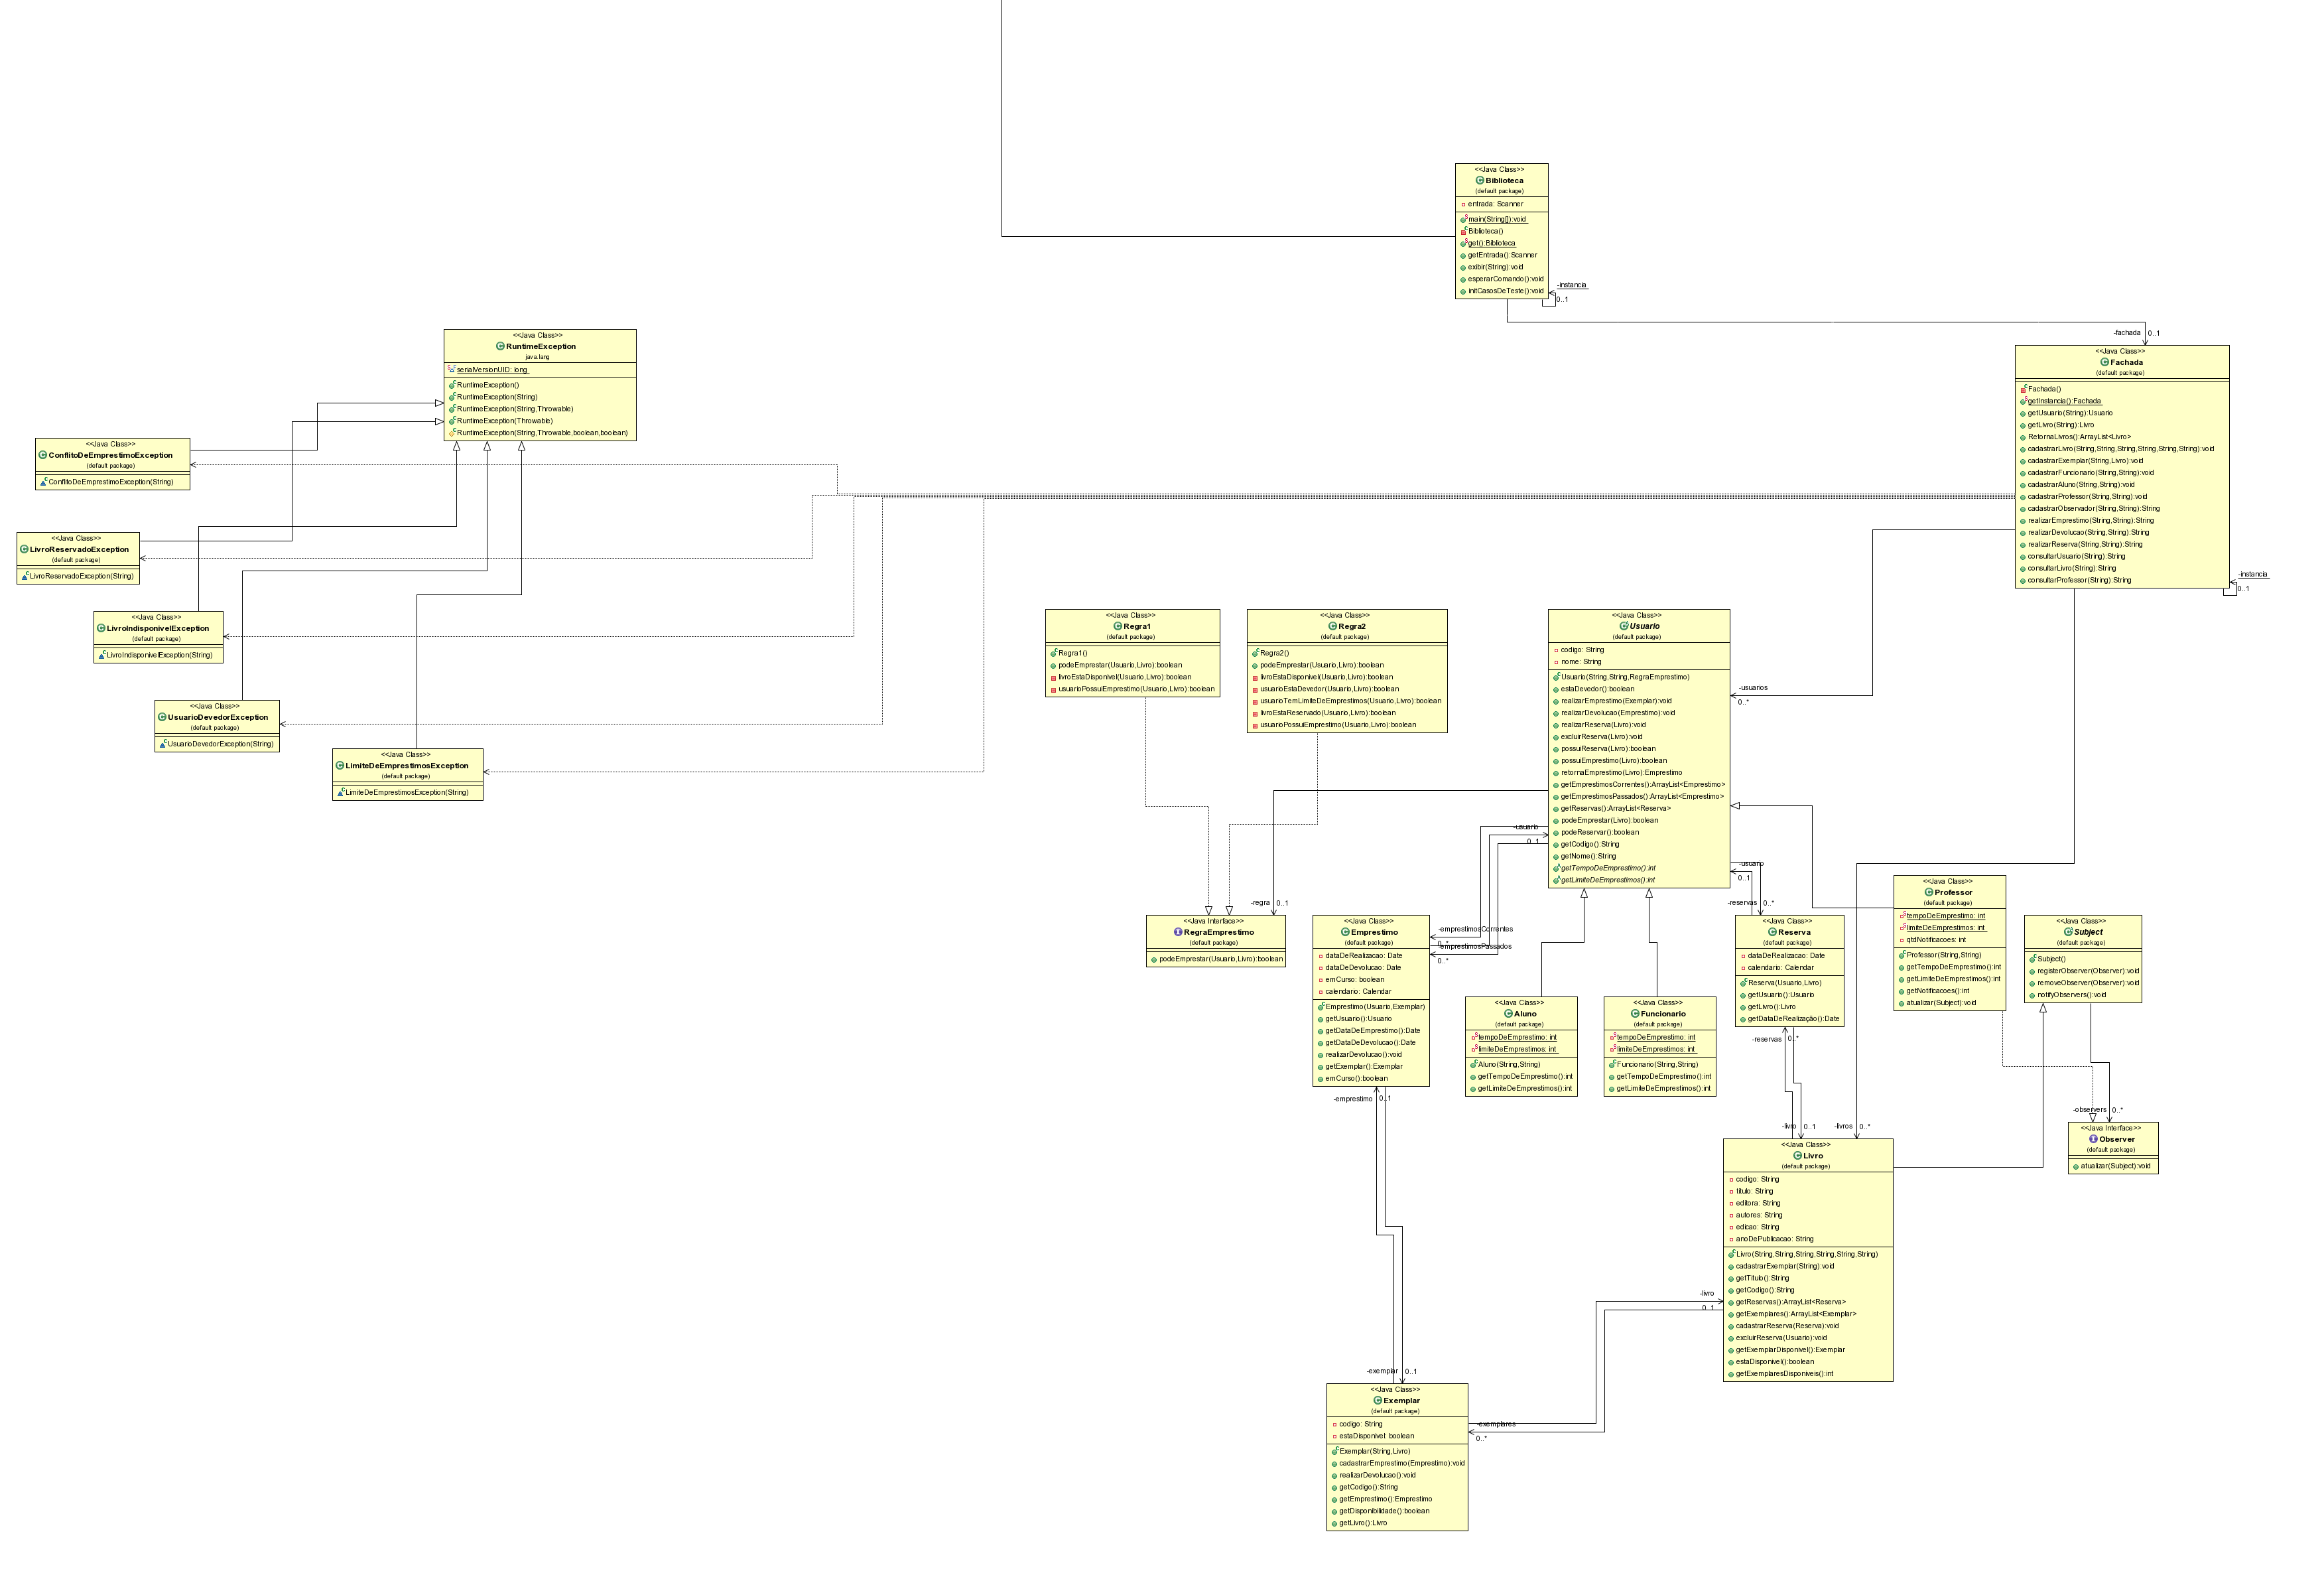 <<Java Class>>
Biblioteca
(default package)
entrada: Scanner
main(String[]):void
Biblioteca()
get():Biblioteca
getEntrada():Scanner
exibir(String):void
esperarComando():void
initCasosDeTeste():void
-instancia
0..1
-fachada
0..1
<<Java Class>>
RuntimeException
java.lang
serialVersionUID: long
RuntimeException()
RuntimeException(String)
RuntimeException(String,Throwable)
RuntimeException(Throwable)
RuntimeException(String,Throwable,boolean,boolean)
<<Java Class>>
Fachada
(default package)
Fachada()
getInstancia():Fachada
getUsuario(String):Usuario
getLivro(String):Livro
RetornaLivros():ArrayList<Livro>
cadastrarLivro(String,String,String,String,String,String):void
cadastrarExemplar(String,Livro):void
cadastrarFuncionario(String,String):void
cadastrarAluno(String,String):void
cadastrarProfessor(String,String):void
cadastrarObservador(String,String):String
realizarEmprestimo(String,String):String
realizarDevolucao(String,String):String
realizarReserva(String,String):String
consultarUsuario(String):String
consultarLivro(String):String
consultarProfessor(String):String
-instancia
0..1
<<Java Class>>
ConflitoDeEmprestimoException
(default package)
ConflitoDeEmprestimoException(String)
<<Java Class>>
LivroReservadoException
(default package)
LivroReservadoException(String)
<<Java Class>>
LivroIndisponivelException
(default package)
LivroIndisponivelException(String)
<<Java Class>>
UsuarioDevedorException
(default package)
UsuarioDevedorException(String)
<<Java Class>>
LimiteDeEmprestimosException
(default package)
LimiteDeEmprestimosException(String)
<<Java Class>>
Regra1
(default package)
Regra1()
podeEmprestar(Usuario,Livro):boolean
livroEstaDisponivel(Usuario,Livro):boolean
usuarioPossuiEmprestimo(Usuario,Livro):boolean
<<Java Class>>
Regra2
(default package)
Regra2()
podeEmprestar(Usuario,Livro):boolean
livroEstaDisponivel(Usuario,Livro):boolean
usuarioEstaDevedor(Usuario,Livro):boolean
usuarioTemLimiteDeEmprestimos(Usuario,Livro):boolean
livroEstaReservado(Usuario,Livro):boolean
usuarioPossuiEmprestimo(Usuario,Livro):boolean
<<Java Class>>
Usuario
(default package)
codigo: String
nome: String
Usuario(String,String,RegraEmprestimo)
estaDevedor():boolean
realizarEmprestimo(Exemplar):void
realizarDevolucao(Emprestimo):void
realizarReserva(Livro):void
excluirReserva(Livro):void
possuiReserva(Livro):boolean
possuiEmprestimo(Livro):boolean
retornaEmprestimo(Livro):Emprestimo
getEmprestimosCorrentes():ArrayList<Emprestimo>
getEmprestimosPassados():ArrayList<Emprestimo>
getReservas():ArrayList<Reserva>
podeEmprestar(Livro):boolean
podeReservar():boolean
getCodigo():String
getNome():String
getTempoDeEmprestimo():int
getLimiteDeEmprestimos():int
-usuarios
0..*
-usuario
0..1
-usuario
0..1
-regra
0..1
-reservas
0..*
<<Java Interface>>
RegraEmprestimo
(default package)
podeEmprestar(Usuario,Livro):boolean
<<Java Class>>
Emprestimo
(default package)
dataDeRealizacao: Date
dataDeDevolucao: Date
emCurso: boolean
calendario: Calendar
Emprestimo(Usuario,Exemplar)
getUsuario():Usuario
getDataDeEmprestimo():Date
getDataDeDevolucao():Date
realizarDevolucao():void
getExemplar():Exemplar
emCurso():boolean
-emprestimosCorrentes
0..*
-emprestimosPassados
0..*
<<Java Class>>
Aluno
(default package)
tempoDeEmprestimo: int
limiteDeEmprestimos: int
Aluno(String,String)
getTempoDeEmprestimo():int
getLimiteDeEmprestimos():int
<<Java Class>>
Funcionario
(default package)
tempoDeEmprestimo: int
limiteDeEmprestimos: int
Funcionario(String,String)
getTempoDeEmprestimo():int
getLimiteDeEmprestimos():int
<<Java Class>>
Reserva
(default package)
dataDeRealizacao: Date
calendario: Calendar
Reserva(Usuario,Livro)
getUsuario():Usuario
getLivro():Livro
getDataDeRealização():Date
<<Java Class>>
Professor
(default package)
tempoDeEmprestimo: int
limiteDeEmprestimos: int
qtdNotificacoes: int
Professor(String,String)
getTempoDeEmprestimo():int
getLimiteDeEmprestimos():int
getNotificacoes():int
atualizar(Subject):void
<<Java Class>>
Subject
(default package)
Subject()
registerObserver(Observer):void
removeObserver(Observer):void
notifyObservers():void
-reservas
0..*
-emprestimo
0..1
-livro
0..1
-livros
0..*
-observers
0..*
<<Java Interface>>
Observer
(default package)
atualizar(Subject):void
<<Java Class>>
Livro
(default package)
codigo: String
titulo: String
editora: String
autores: String
edicao: String
anoDePublicacao: String
Livro(String,String,String,String,String,String)
cadastrarExemplar(String):void
getTitulo():String
getCodigo():String
getReservas():ArrayList<Reserva>
getExemplares():ArrayList<Exemplar>
cadastrarReserva(Reserva):void
excluirReserva(Usuario):void
getExemplarDisponivel():Exemplar
estaDisponivel():boolean
getExemplaresDisponiveis():int
-livro
0..1
-exemplar
0..1
<<Java Class>>
Exemplar
(default package)
codigo: String
estaDisponivel: boolean
Exemplar(String,Livro)
cadastrarEmprestimo(Emprestimo):void
realizarDevolucao():void
getCodigo():String
getEmprestimo():Emprestimo
getDisponibilidade():boolean
getLivro():Livro
-exemplares
0..*